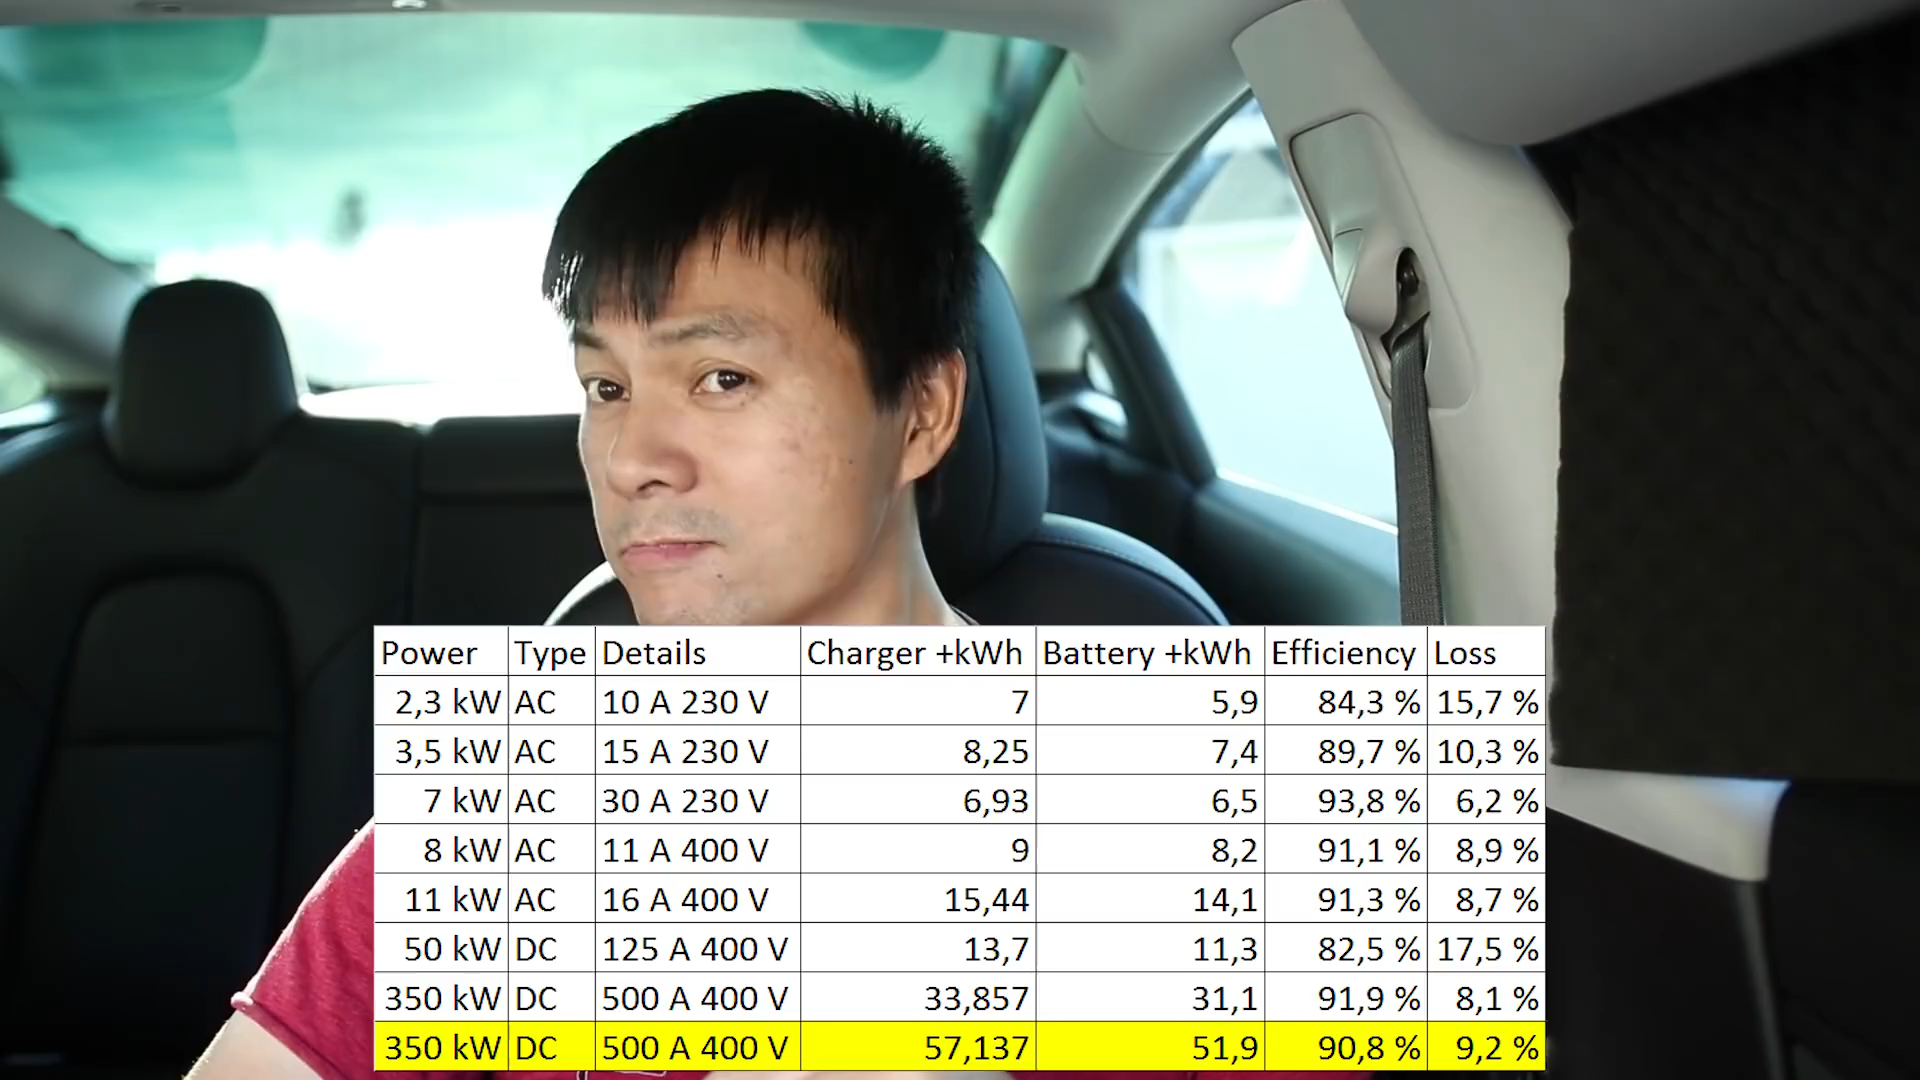 Power Type Details Charger +kWh Battery +kWh Efficiency Loss
2,3 kW AC 10 A 230 V 7 5,9 84,3 % 15,7 %
3,5 kW AC 15 A 230 V 8,25 7,4 89,7 % 10,3 %
7 kW AC 30 A 230 V 6,93 6,5 93,8 % 6,2 %
8 kW AC 11 A 400 V 9 8,2 91,1 % 8,9 %
11 kW AC 16 A 400 V 15,44 14,1 91,3 % 8,7 %
50 kW DC 125 A 400 V 13,7 11,3 82,5 % 17,5 %
350 kW DC 500 A 400 V 33,857 31,1 91,9 % 8,1 %
350 kW DC 500 A 400 V 57,137 51,9 90,8 % 9,2 %